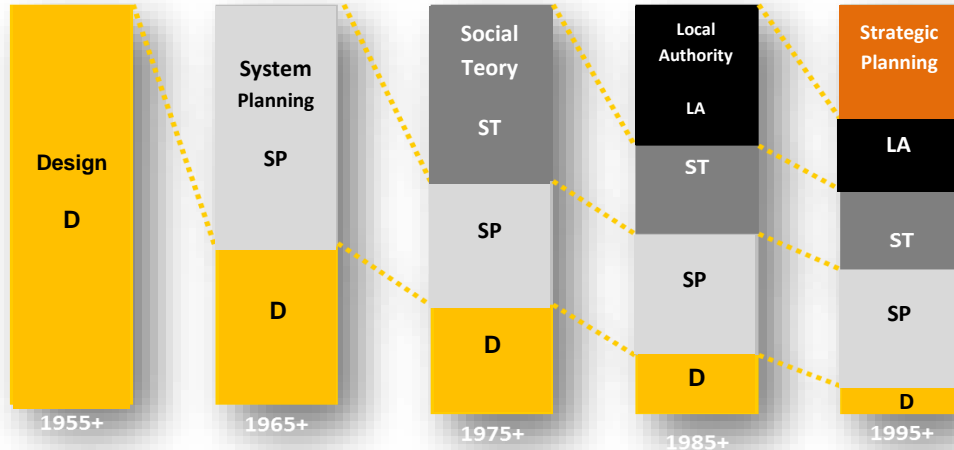 Design
D
1955+
System
Planning
SP
D
1965+
Social
Teory
ST
SP
D
1975+
Local
Authority
LA
ST
SP
D
1985+
Strategic
Planning
LA
ST
SP
D
1995+